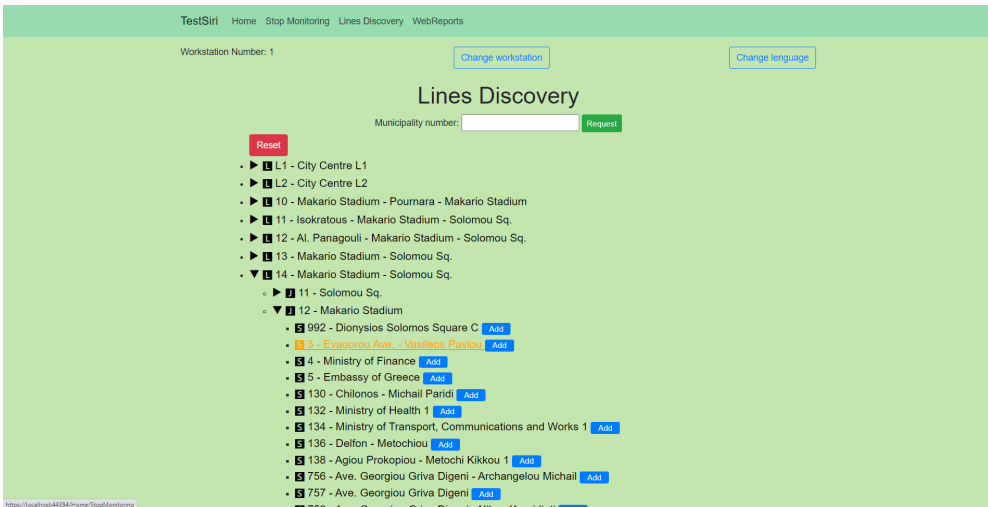 TestSiri Home Stop Monitoring Lines Discovery WebReports
Workstation Number: 1 Change workstation Change lenguage
Lines Discovery
Municipality number: Request
Reset
L L1 - City Centre L1
L L2 - City Centre L2
L 10 - Makario Stadium - Pournara - Makario Stadium
L 11 - Isokratous - Makario Stadium - Solomou Sq.
L 12 - Al. Panagouli - Makario Stadium - Solomou Sq.
L 13 - Makario Stadium - Solomou Sq.
L 14 - Makario Stadium - Solomou Sq.
J 11 - Solomou Sq.
J 12 - Makario Stadium
S 992 - Dionysios Solomos Square C Add
S 3 - Evagorou Ave. - Vasileos Pavlou Add
S 4 - Ministry of Finance Add
S 5 - Embassy of Greece Add
S 130 - Chilonos - Michail Paridi Add
S 132 - Ministry of Health 1 Add
S 134 - Ministry of Transport, Communications and Works 1 Add
S 136 - Delfon - Metochiou Add
S 138 - Agiou Prokopiou - Metochi Kikkou 1 Add
S 756 - Ave. Georgiou Griva Digeni - Archangelou Michail Add
S 757 - Ave. Georgiou Griva Digeni Add
https://localhost:44394/Home/StopMonitoring